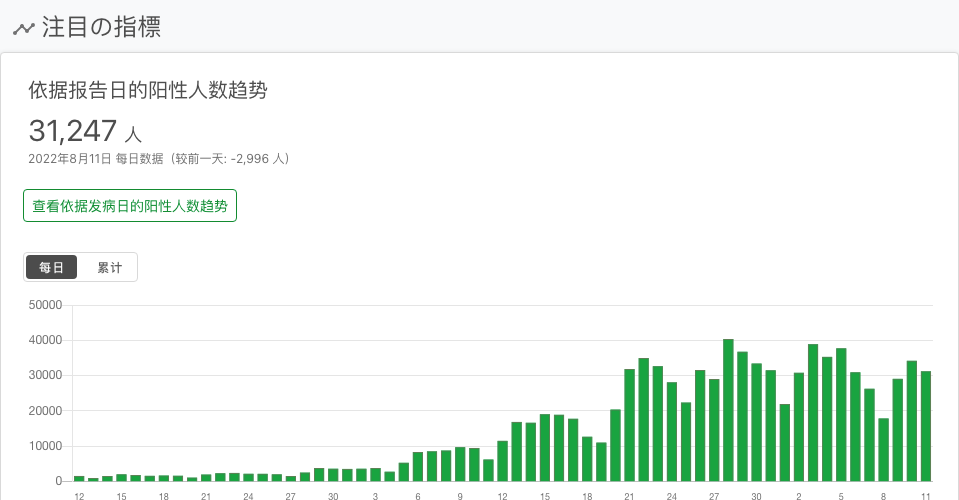 注目の指標
依据报告日的阳性人数趋势
31,247 人
2022年8月11日 每日数据（较前一天: -2,996 人）
查看依据发病日的阳性人数趋势
每日 累计
50000
40000
30000
20000
10000
0
12 15 18 21 24 27 30 3 6 9 12 15 18 21 24 27 30 2 5 8 11